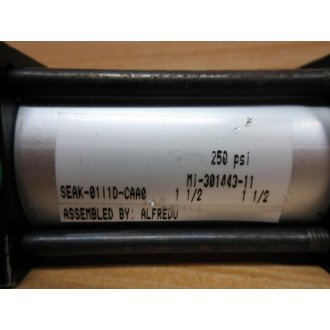 250 psi
MI-301443-11
SEAK-0111D-CAA0 1 1/2 1 1/2
ASSEMBLED BY: ALFREDO